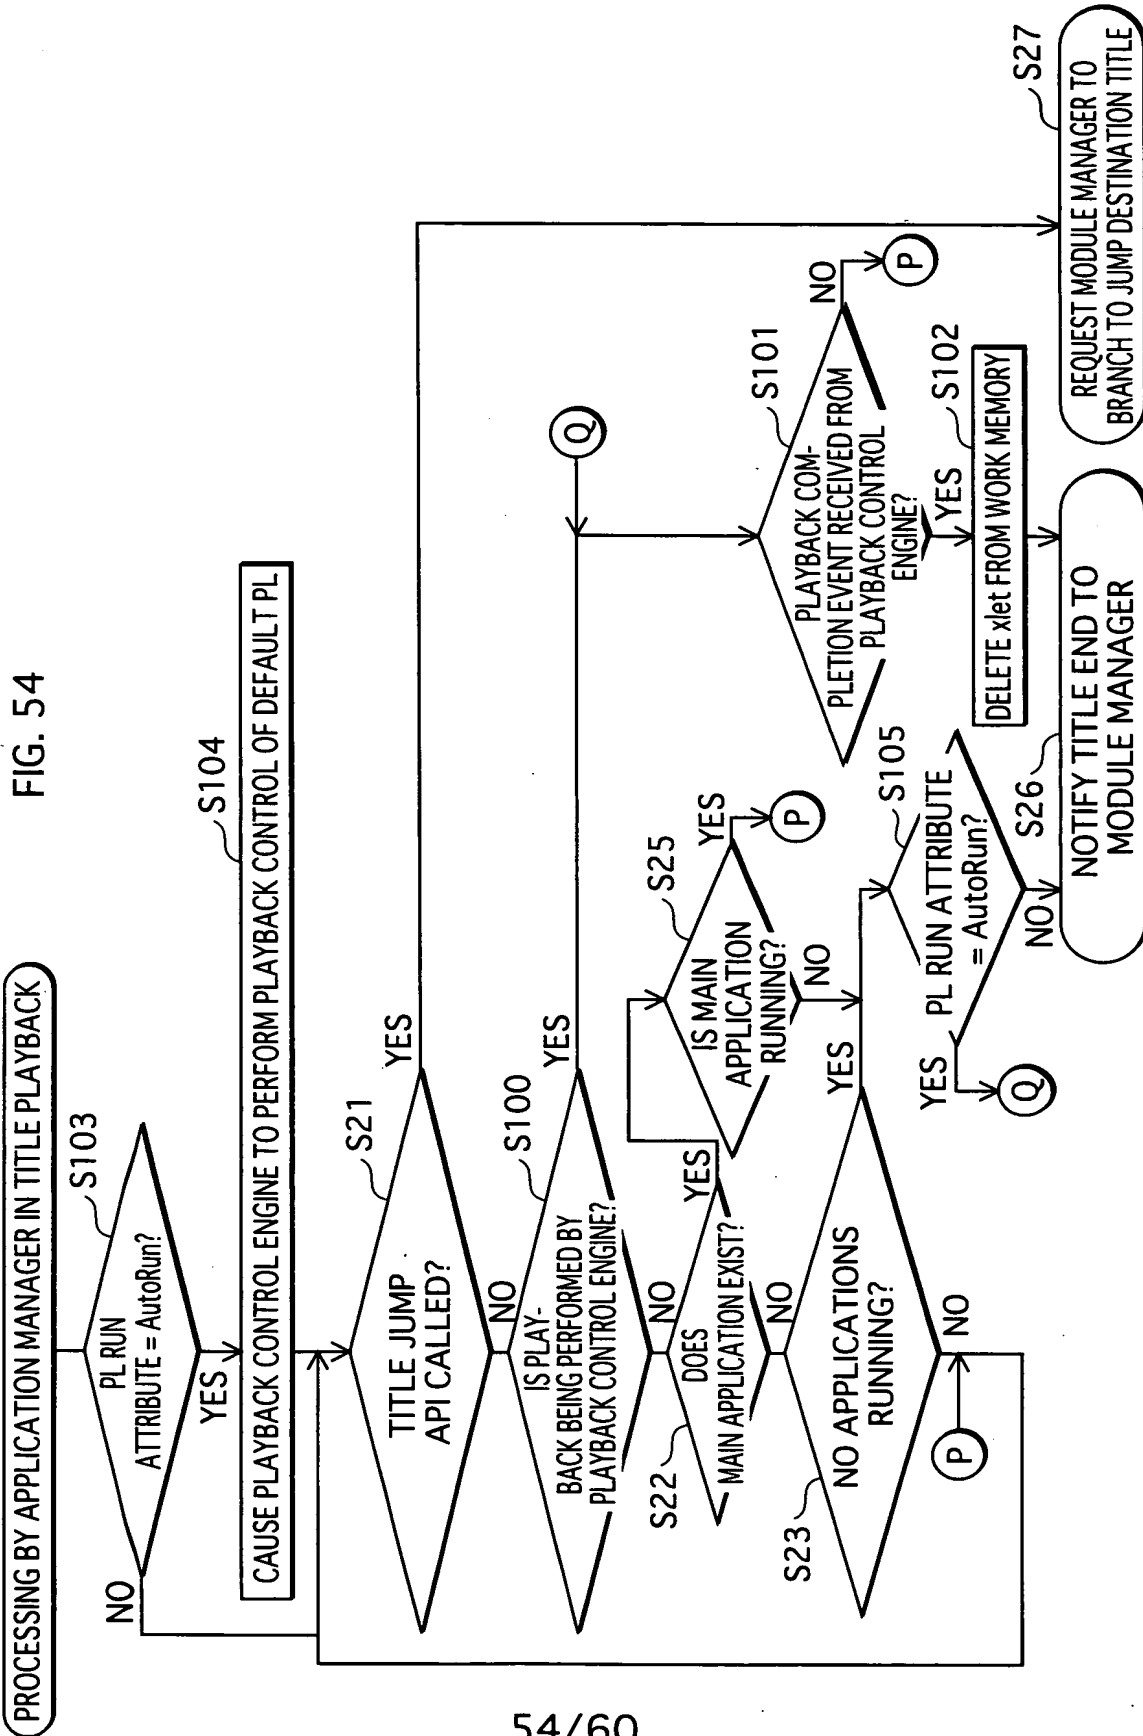 FIG. 54
PROCESSING BY APPLICATION MANAGER IN TITLE PLAYBACK
S103
PL RUN
ATTRIBUTE = AutoRun?
NO
YES
S104
CAUSE PLAYBACK CONTROL ENGINE TO PERFORM PLAYBACK CONTROL OF DEFAULT PL
S21
TITLE JUMP
API CALLED?
YES
NO
S100
IS PLAY-
BACK BEING PERFORMED BY
PLAYBACK CONTROL ENGINE?
YES
NO
Q
S22
DOES
MAIN APPLICATION EXIST?
YES
NO
S25
IS MAIN
APPLICATION
RUNNING?
YES
P
NO
S101
PLAYBACK COM-
PLETION EVENT RECEIVED FROM
PLAYBACK CONTROL
ENGINE?
NO
P
YES
S102
DELETE xlet FROM WORK MEMORY
S23
NO APPLICATIONS
RUNNING?
YES
NO
P
S105
PL RUN ATTRIBUTE
= AutoRun?
YES
Q
NO
S26
NOTIFY TITLE END TO
MODULE MANAGER
S27
REQUEST MODULE MANAGER TO
BRANCH TO JUMP DESTINATION TITLE
54/60